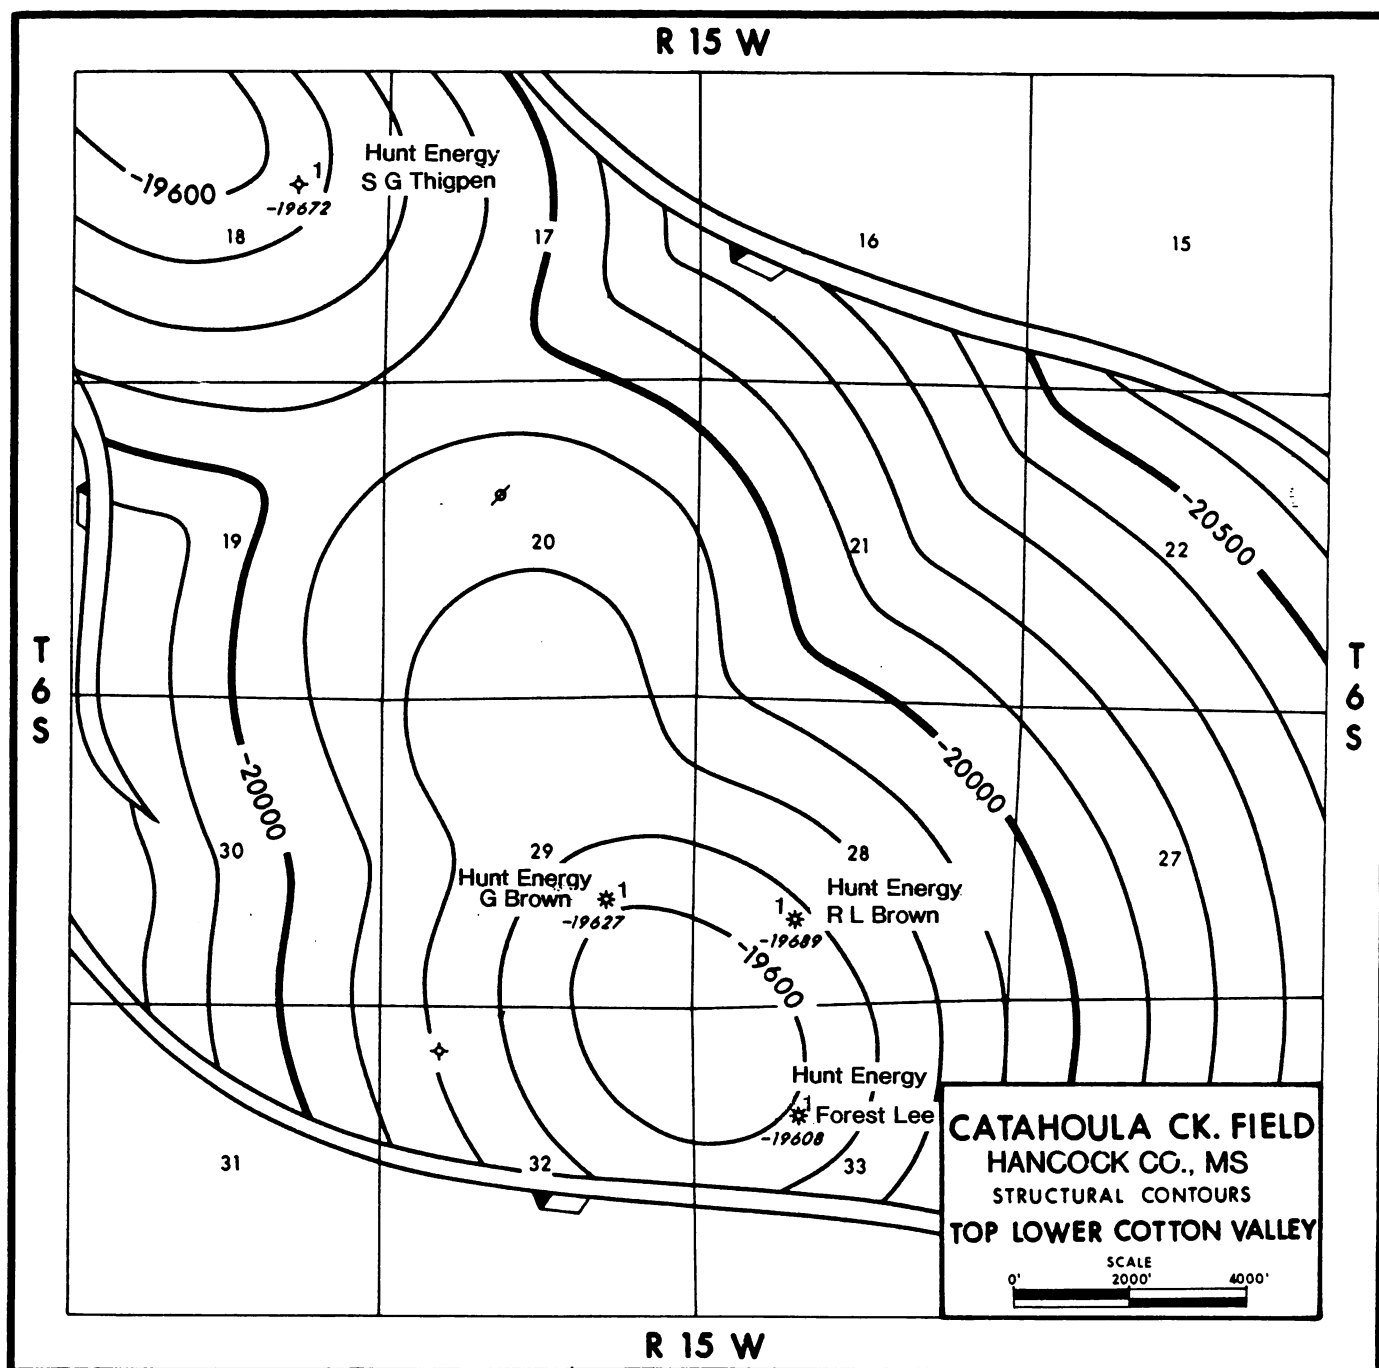 R 15 W
Hunt Energy
S G Thigpen
1
-19600
-19672
18
17
16
15
19
20
21
22
-20500
T
6
S
T
6
S
-20000
-20000
30
29
28
27
Hunt Energy
G Brown
1
-19627
Hunt Energy
R L Brown
1
-19689
-19600
Hunt Energy
1
Forest Lee
-19608
31
32
33
CATAHOULA CK. FIELD
HANCOCK CO., MS
STRUCTURAL CONTOURS
TOP LOWER COTTON VALLEY
SCALE
0' 2000' 4000'
R 15 W